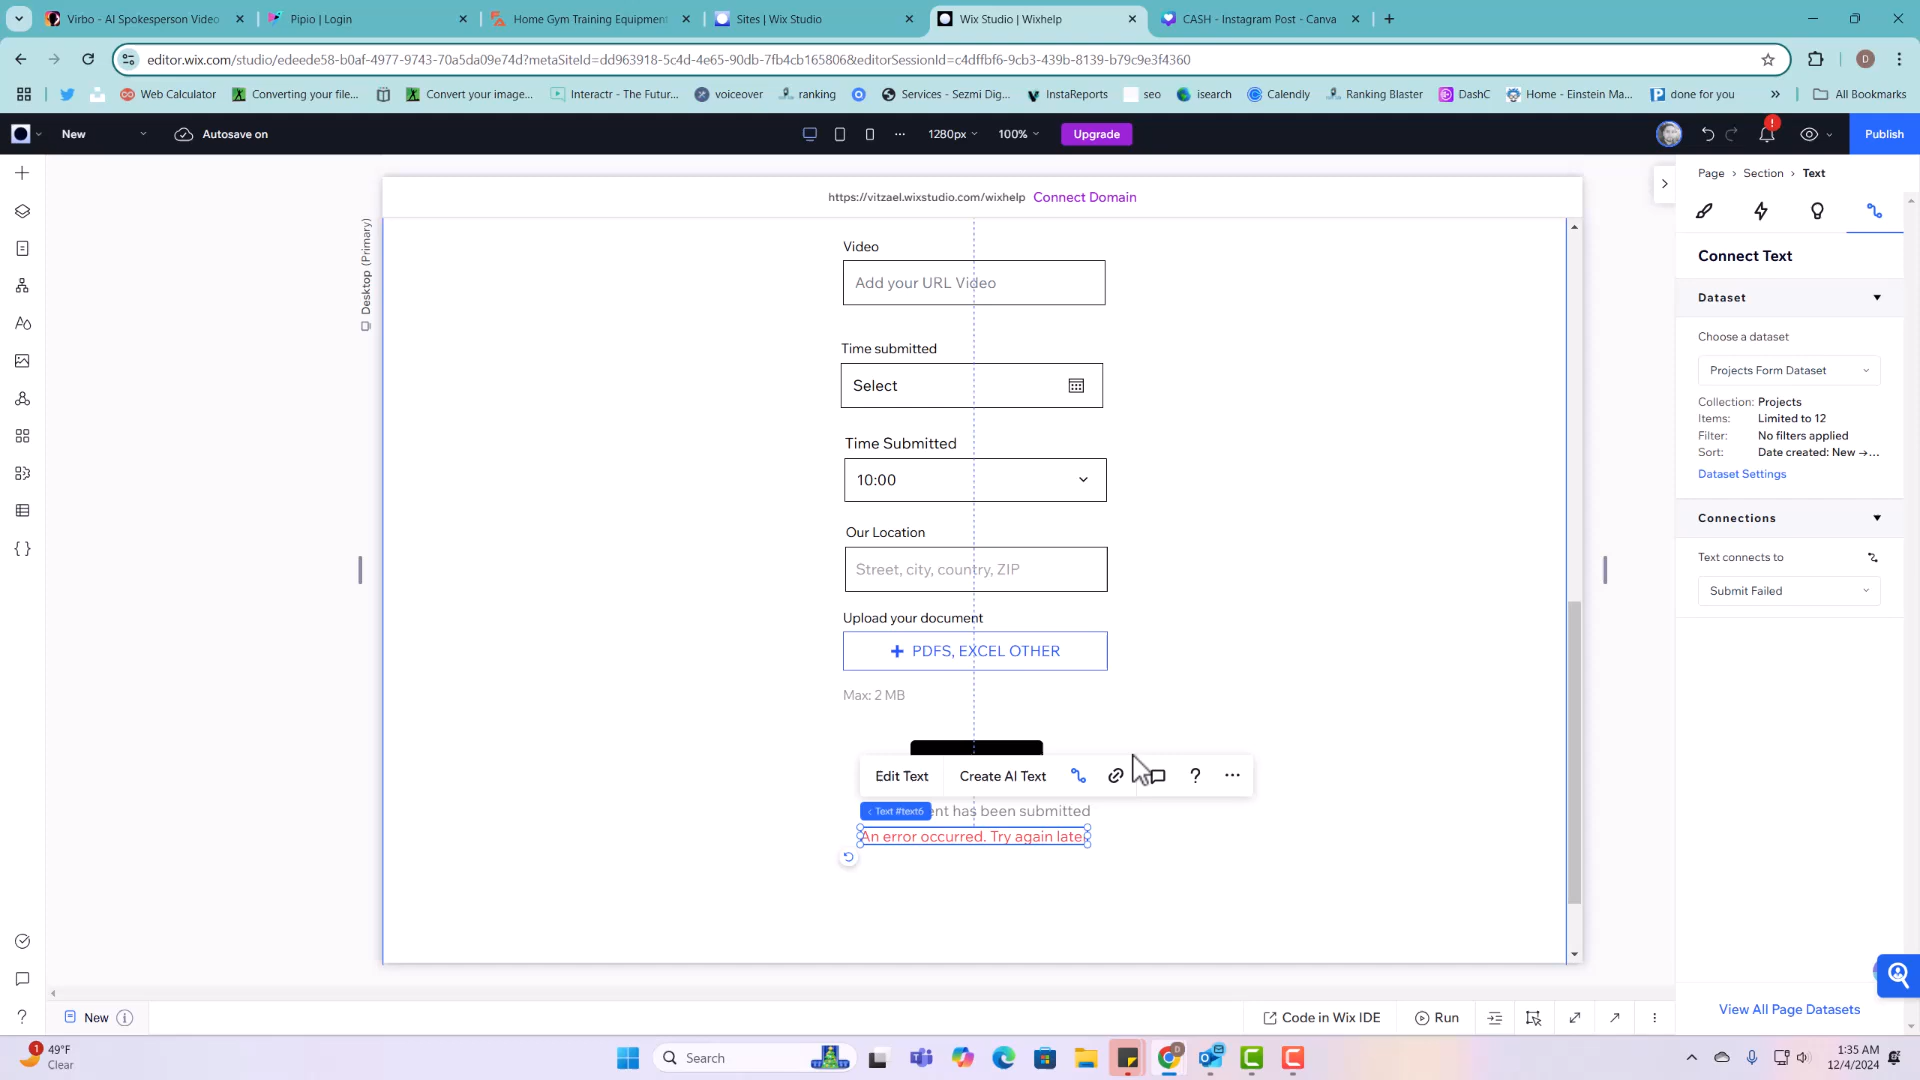 Virbo - AI Spokesperson Video
Pipio | Login
Home Gym Training Equipment
Sites | Wix Studio
Wix Studio | Wixhelp
CASH - Instagram Post - Canva
editor.wix.com/studio/edeede58-b0af-4977-9743-70a5da09e74d?metaSiteId=dd963918-5c4d-4e65-90db-7fb4cb165806&editorSessionId=c4dffbf6-9cb3-439b-8139-b79c9e3f4360
D
Web Calculator
Converting your file...
Convert your image...
Interactr - The Futur...
voiceover
ranking
Services - Sezmi Dig...
InstaReports
seo
isearch
Calendly
Ranking Blaster
DashC
Home - Einstein Ma...
done for you
All Bookmarks
New
Autosave on
1280px
100%
Upgrade
Publish
https://vitzael.wixstudio.com/wixhelp Connect Domain
Desktop (Primary)
Video
Add your URL Video
Time submitted
Select
Time Submitted
10:00
Our Location
Street, city, country, ZIP
Upload your document
+ PDFS, EXCEL OTHER
Max: 2 MB
Edit Text
Create AI Text
< Text #text6
ent has been submitted
An error occurred. Try again late
Page > Section > Text
Connect Text
Dataset
Choose a dataset
Projects Form Dataset
Collection: Projects
Items: Limited to 12
Filter: No filters applied
Sort: Date created: New →...
Dataset Settings
Connections
Text connects to
Submit Failed
View All Page Datasets
New
Code in Wix IDE
Run
1
49°F
Clear
Search
1:35 AM
12/4/2024